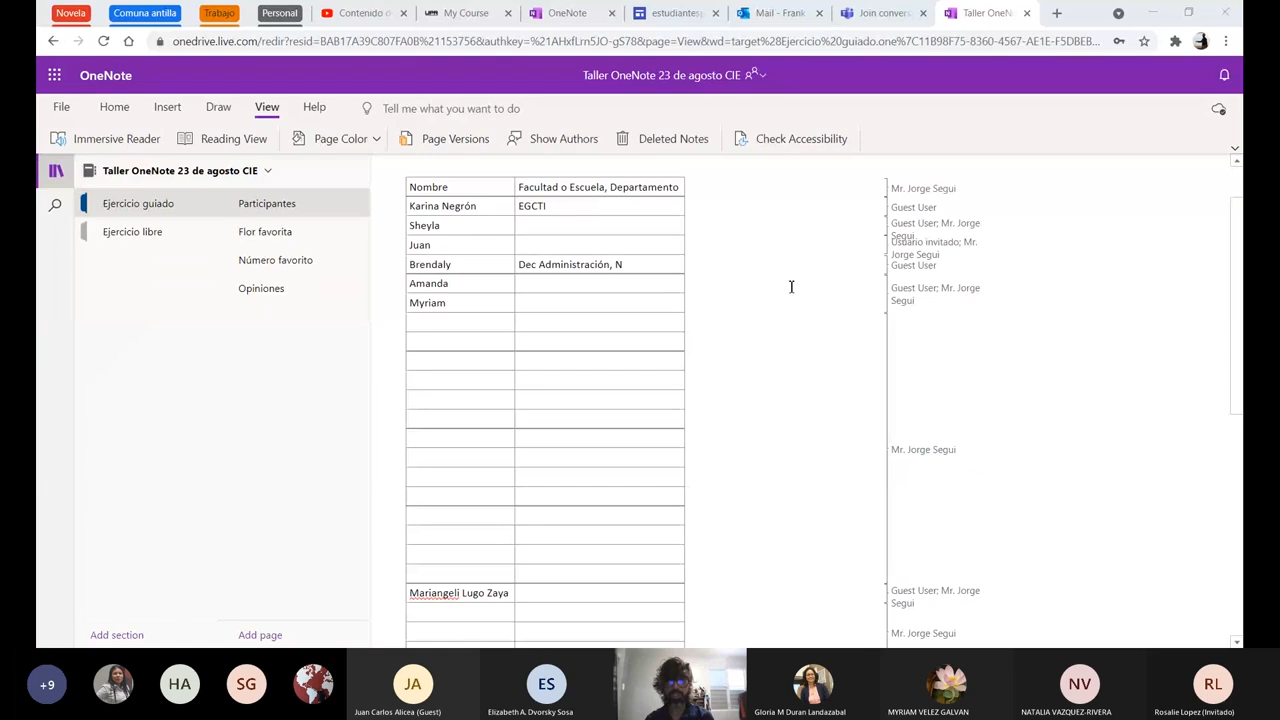 Novela
Comuna antilla
Trabajo
Personal
Contenido d
My Course
OneNote
estudiantesp
Mail – Frank
Join conve
Taller OneN
onedrive.live.com/redir?resid=BAB17A39C807FA0B%21153756&authkey=%21AHxfLrn5JO-gS78&page=View&wd=target%28Ejercicio%20guiado.one%7C11B98F75-8360-4567-AE1E-F5DBEB...
OneNote
Taller OneNote 23 de agosto CIE
File
Home
Insert
Draw
View
Help
Tell me what you want to do
Immersive Reader
Reading View
Page Color
Page Versions
Show Authors
Deleted Notes
Check Accessibility
Taller OneNote 23 de agosto CIE
Ejercicio guiado
Ejercicio libre
Participantes
Flor favorita
Número favorito
Opiniones
Add section
Add page
Nombre Facultad o Escuela, Departamento
Karina Negrón EGCTI
Sheyla
Juan
Brendaly Dec Administración, N
Amanda
Myriam
Mariangeli Lugo Zaya
Mr. Jorge Segui
Guest User
Guest User; Mr. Jorge
Segui
Usuario invitado; Mr.
Jorge Segui
Guest User
Guest User; Mr. Jorge
Segui
Mr. Jorge Segui
Guest User; Mr. Jorge
Segui
Mr. Jorge Segui
+9
HA
SG
JA
ES
NV
RL
Juan Carlos Alicea (Guest)
Elizabeth A. Dvorsky Sosa
Gloria M Duran Landazabal
MYRIAM VELEZ GALVAN
NATALIA VAZQUEZ-RIVERA
Rosalie Lopez (Invitado)